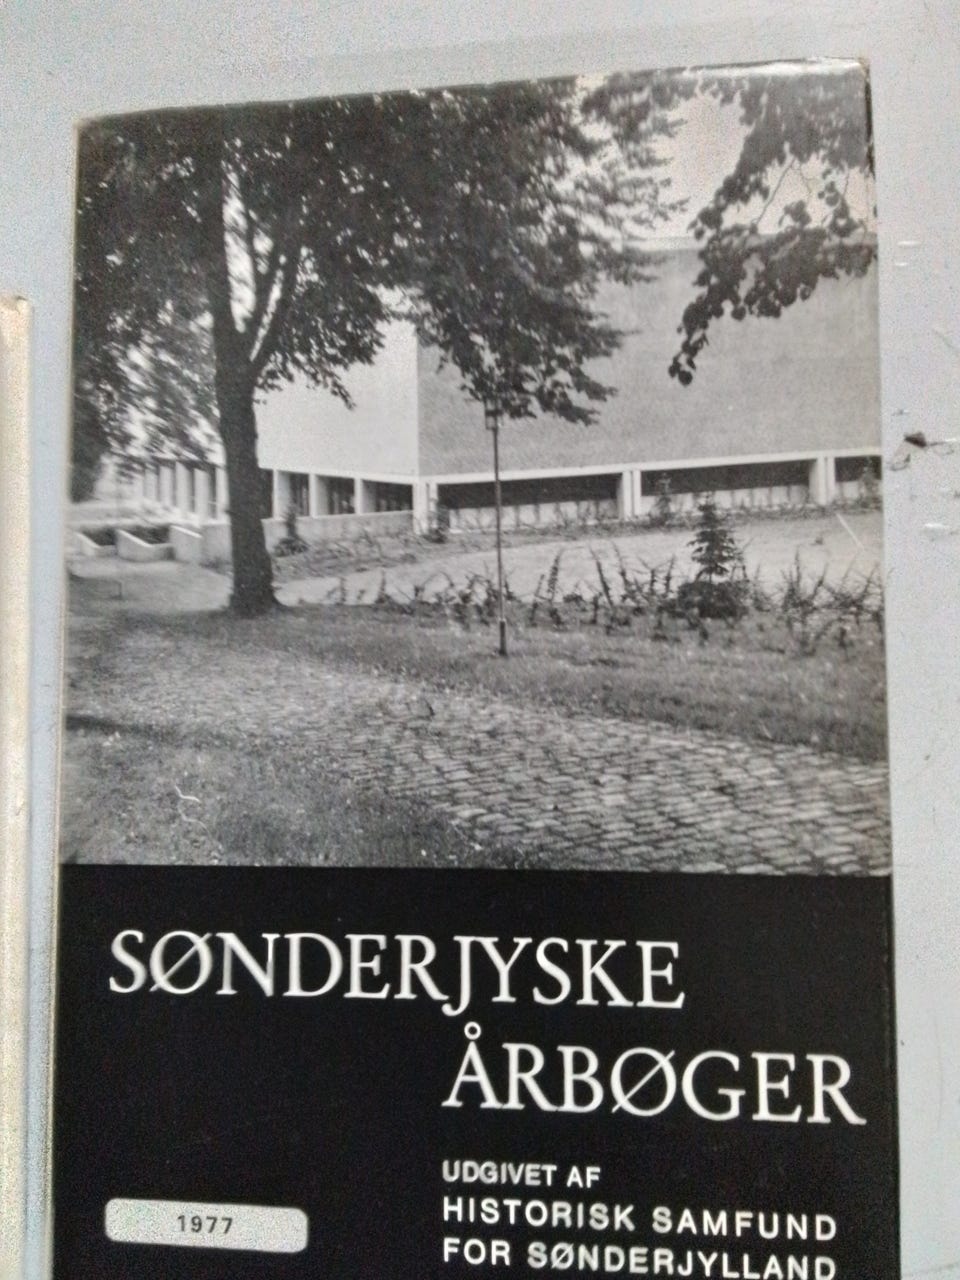 SØNDERJYSKE
ÅRBØGER
UDGIVET AF
HISTORISK SAMFUND
FOR SØNDERJYLLAND
1977